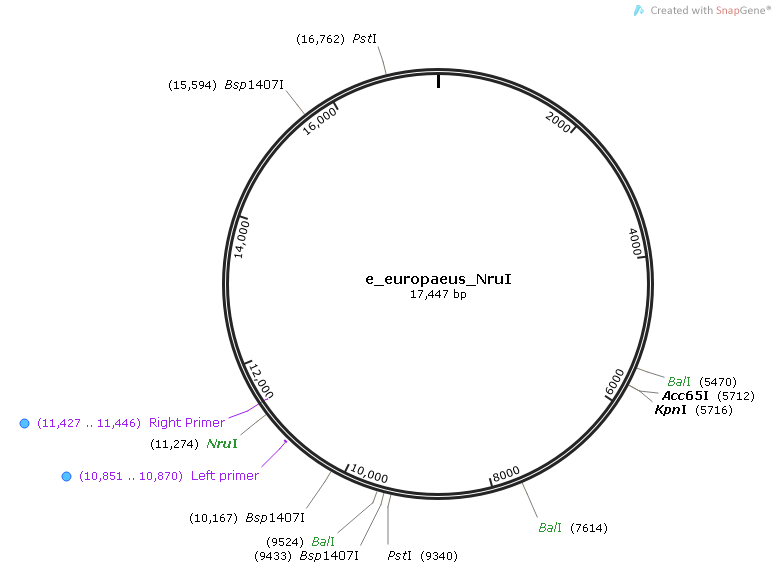 Created with SnapGene®
(16,762) PstI
(15,594) Bsp1407I
16,000
2000
14,000
4000
e_europaeus_NruI
17,447 bp
12,000
6000
BalI (5470)
Acc65I (5712)
KpnI (5716)
(11,427 .. 11,446) Right Primer
(11,274) NruI
(10,851 .. 10,870) Left primer
10,000
8000
(10,167) Bsp1407I
BalI (7614)
(9524) BalI
(9433) Bsp1407I
PstI (9340)